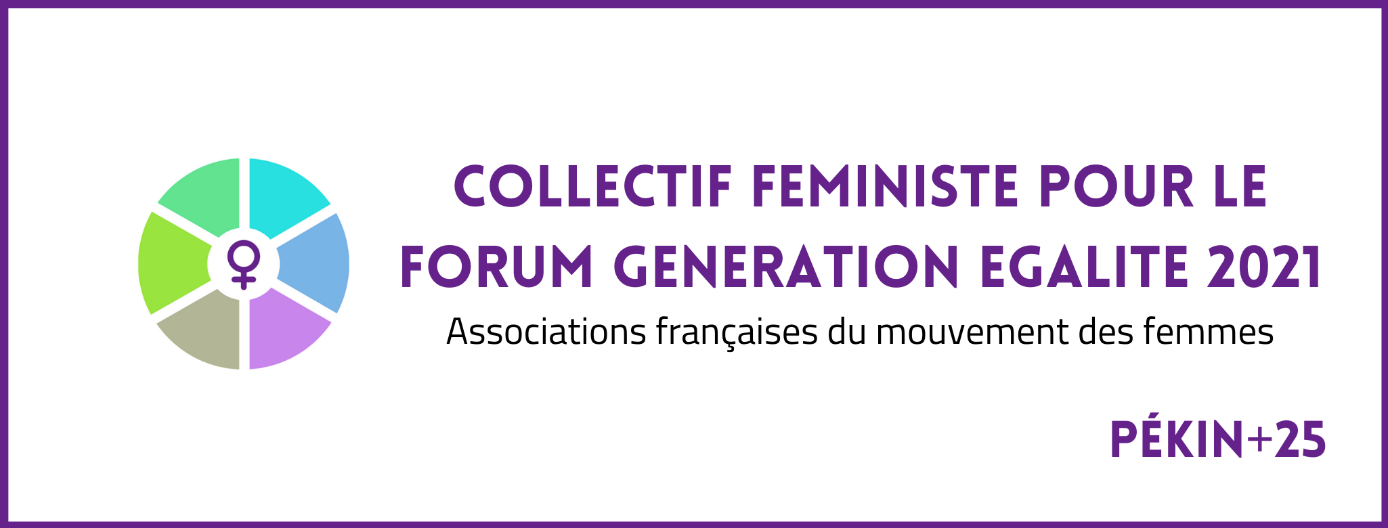 COLLECTIF FEMINISTE POUR LE
FORUM GENERATION EGALITE 2021
Associations françaises du mouvement des femmes
PÉKIN+25